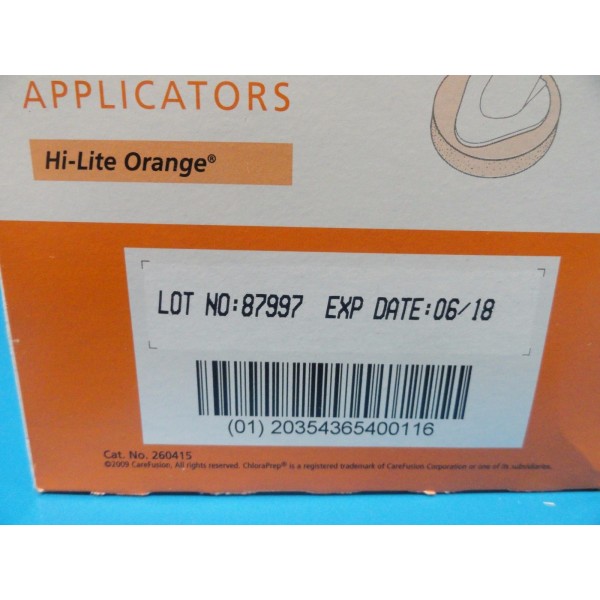 APPLICATORS
Hi-Lite Orange®
LOT NO:87997 EXP DATE:06/18
(01) 20354365400116
Cat. No. 260415
©2009 CareFusion, All rights reserved. ChloraPrep® is a registered trademark of CareFusion Corporation or one of its subsidiaries.